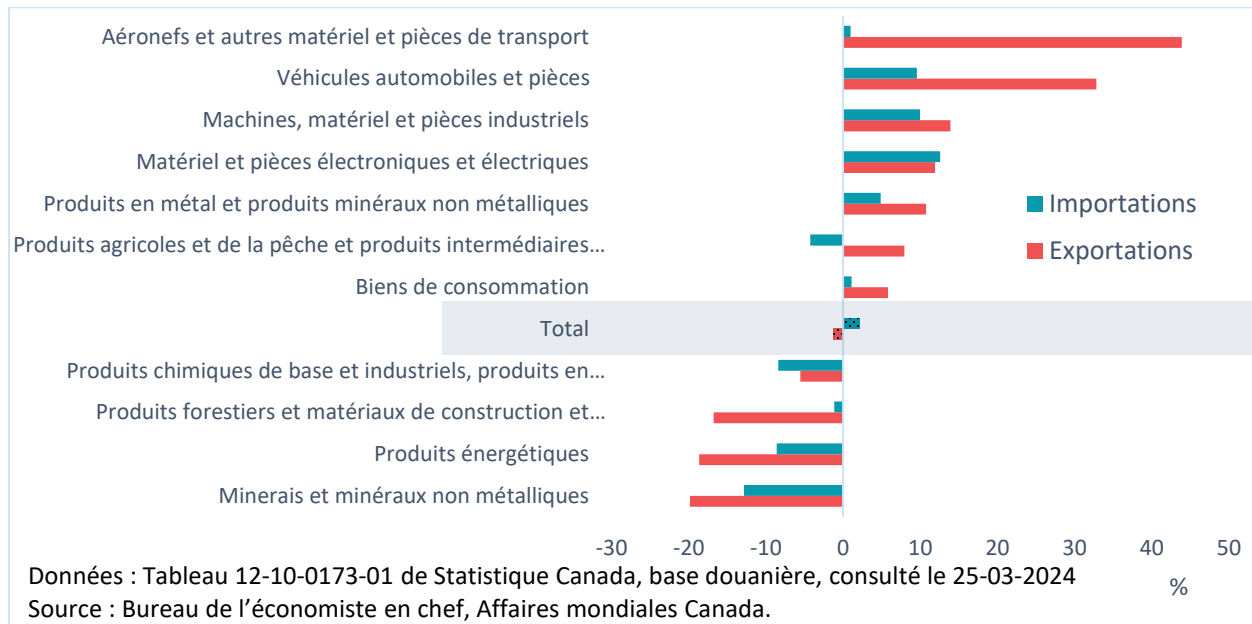 Aéronefs et autres matériel et pièces de transport
Véhicules automobiles et pièces
Machines, matériel et pièces industriels
Matériel et pièces électroniques et électriques
Produits en métal et produits minéraux non métalliques
Produits agricoles et de la pêche et produits intermédiaires...
Biens de consommation
Total
Produits chimiques de base et industriels, produits en...
Produits forestiers et matériaux de construction et...
Produits énergétiques
Minerais et minéraux non métalliques
Importations
Exportations
-30 -20 -10 0 10 20 30 40 50
%
Données : Tableau 12-10-0173-01 de Statistique Canada, base douanière, consulté le 25-03-2024
Source : Bureau de l’économiste en chef, Affaires mondiales Canada.